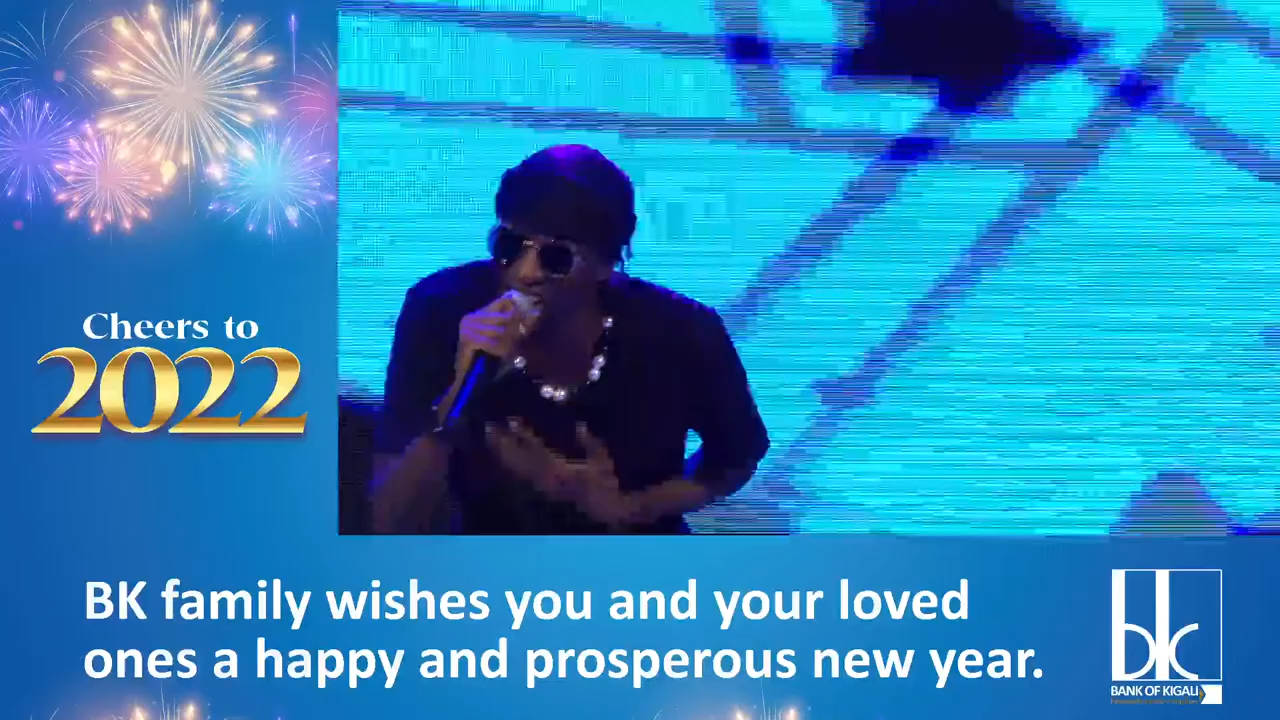 Cheers to
2022
BK family wishes you and your loved
ones a happy and prosperous new year.
bk
BANK OF KIGALI